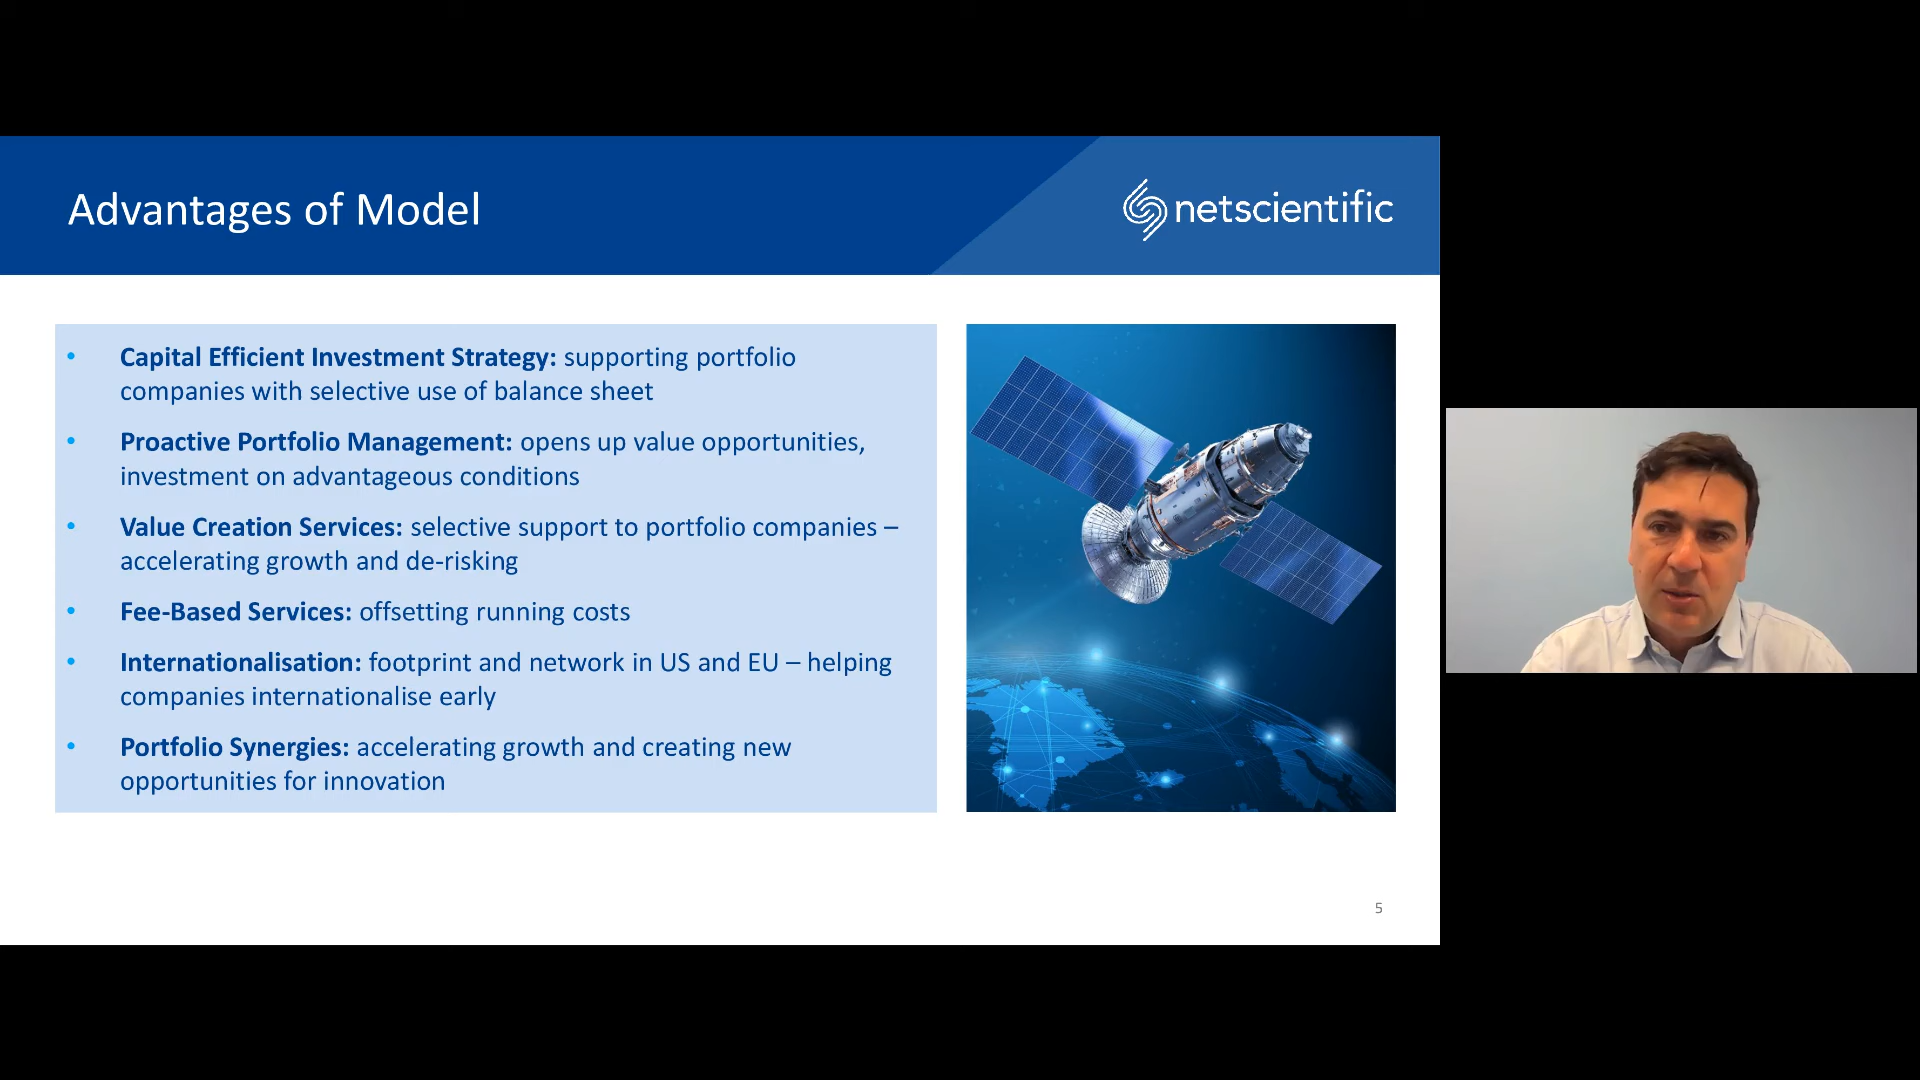 Advantages of Model
netscientific
• Capital Efficient Investment Strategy: supporting portfolio
companies with selective use of balance sheet
• Proactive Portfolio Management: opens up value opportunities,
investment on advantageous conditions
• Value Creation Services: selective support to portfolio companies –
accelerating growth and de-risking
• Fee-Based Services: offsetting running costs
• Internationalisation: footprint and network in US and EU – helping
companies internationalise early
• Portfolio Synergies: accelerating growth and creating new
opportunities for innovation
5